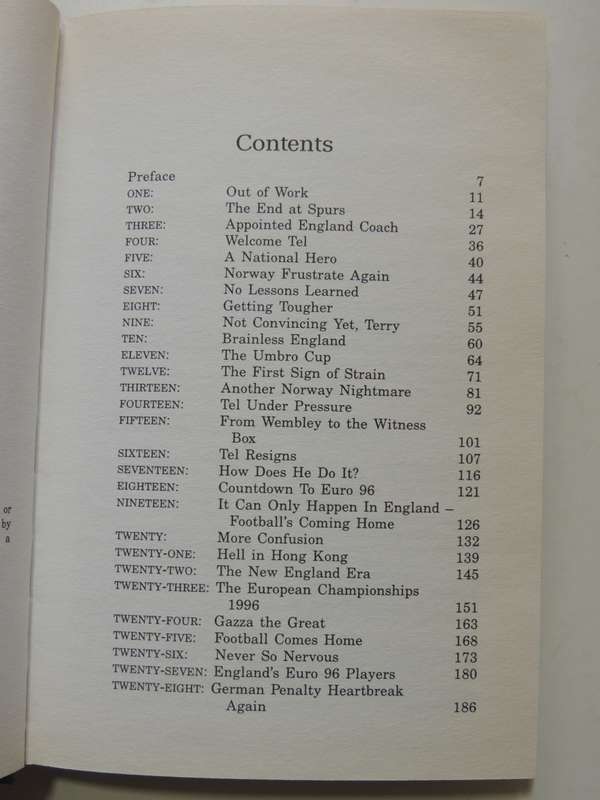 Contents
Preface 7
ONE: Out of Work 11
TWO: The End at Spurs 14
THREE: Appointed England Coach 27
FOUR: Welcome Tel 36
FIVE: A National Hero 40
SIX: Norway Frustrate Again 44
SEVEN: No Lessons Learned 47
EIGHT: Getting Tougher 51
NINE: Not Convincing Yet, Terry 55
TEN: Brainless England 60
ELEVEN: The Umbro Cup 64
TWELVE: The First Sign of Strain 71
THIRTEEN: Another Norway Nightmare 81
FOURTEEN: Tel Under Pressure 92
FIFTEEN: From Wembley to the Witness
Box 101
SIXTEEN: Tel Resigns 107
SEVENTEEN: How Does He Do It? 116
EIGHTEEN: Countdown To Euro 96 121
NINETEEN: It Can Only Happen In England –
Football's Coming Home 126
TWENTY: More Confusion 132
TWENTY-ONE: Hell in Hong Kong 139
TWENTY-TWO: The New England Era 145
TWENTY-THREE: The European Championships
1996 151
TWENTY-FOUR: Gazza the Great 163
TWENTY-FIVE: Football Comes Home 168
TWENTY-SIX: Never So Nervous 173
TWENTY-SEVEN: England's Euro 96 Players 180
TWENTY-EIGHT: German Penalty Heartbreak
Again 186
or
by
a